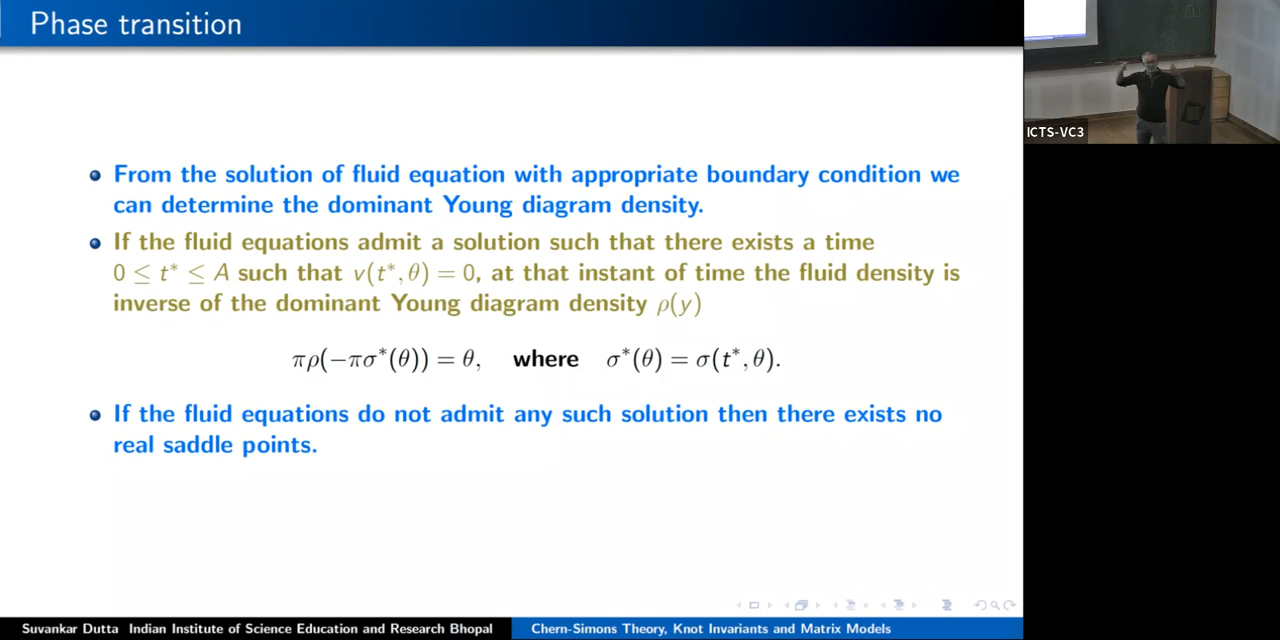 Phase transition
ICTS-VC3
From the solution of fluid equation with appropriate boundary condition we
can determine the dominant Young diagram density.
If the fluid equations admit a solution such that there exists a time
0 ≤ t* ≤ A such that v(t*, θ) = 0, at that instant of time the fluid density is
inverse of the dominant Young diagram density ρ(y)
πρ(−πσ*(θ)) = θ, where σ*(θ) = σ(t*, θ).
If the fluid equations do not admit any such solution then there exists no
real saddle points.
Suvankar Dutta Indian Institute of Science Education and Research Bhopal Chern-Simons Theory, Knot Invariants and Matrix Models